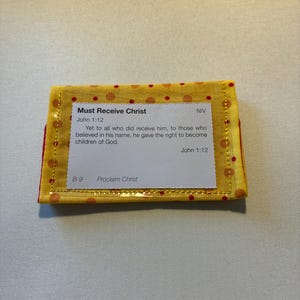 Must Receive Christ NIV
John 1:12
Yet to all who did receive him, to those who
believed in his name, he gave the right to become
children of God.
John 1:12
B-9 Proclaim Christ